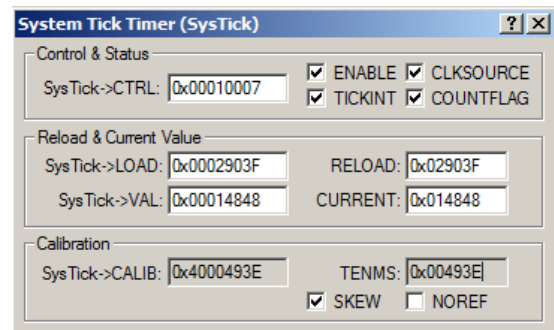 System Tick Timer (SysTick)
Control & Status
SysTick->CTRL: 0x00010007 ENABLE CLKSOURCE
TICKINT COUNTFLAG
Reload & Current Value
SysTick->LOAD: 0x0002903F RELOAD: 0x02903F
SysTick->VAL: 0x00014848 CURRENT: 0x014848
Calibration
SysTick->CALIB: 0x4000493E TENMS: 0x00493E
SKEW NOREF